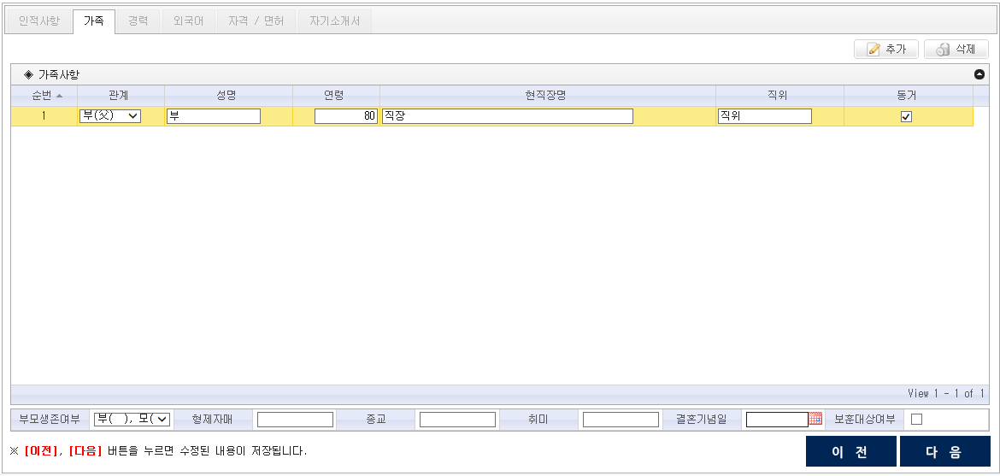 인적사항 가족 경력 외국어 자격 / 면허 자기소개서
추가 삭제
◈ 가족사항
순번 관계 성명 연령 현직장명 직위 동거
1 부(父) 부 80 직장 직위
View 1 - 1 of 1
부모생존여부 부( ), 모( 형제자매 종교 취미 결혼기념일 보훈대상여부
※ [이전], [다음] 버튼을 누르면 수정된 내용이 저장됩니다.
이 전 다 음